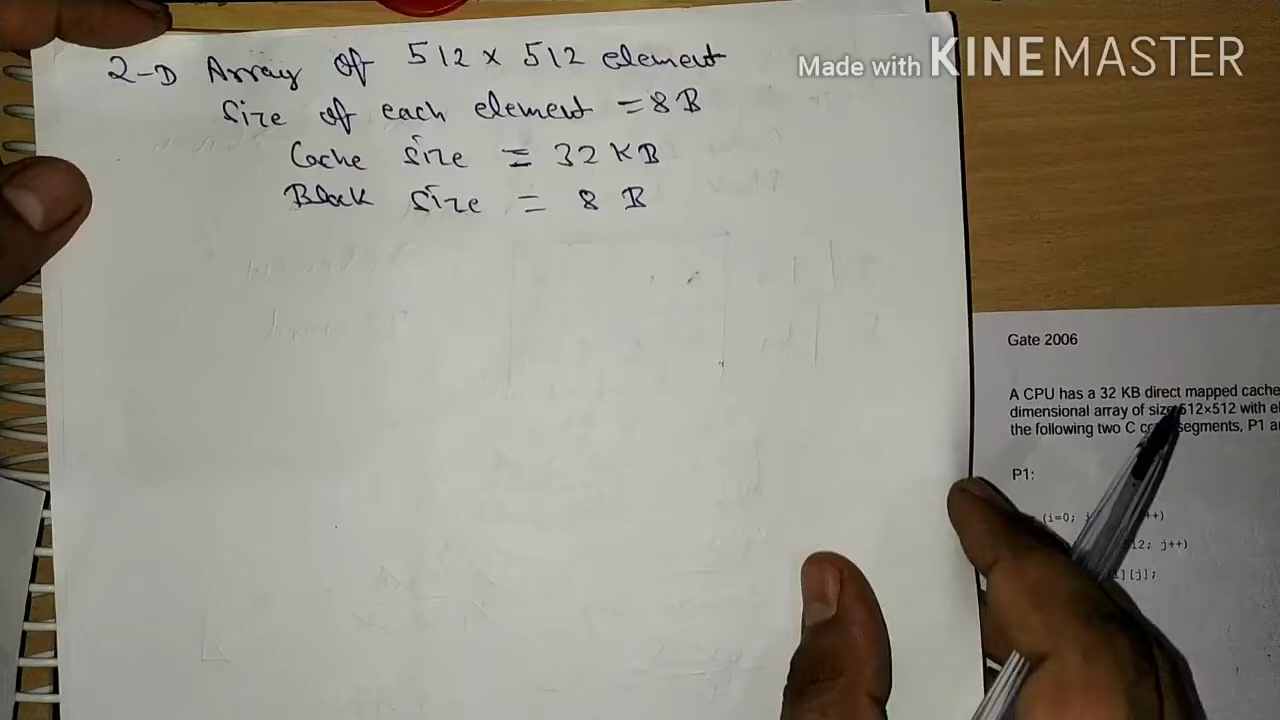 2-D Array Of 512 x 512 element
Size of each element = 8 B
Cache size = 32 KB
Block size = 8 B
Made with KINEMASTER
Gate 2006
A CPU has a 32 KB direct mapped cache
dimensional array of size 512×512 with
the following two C segments, P1
P1:
(i=0; ++)
12; j++)
][j];